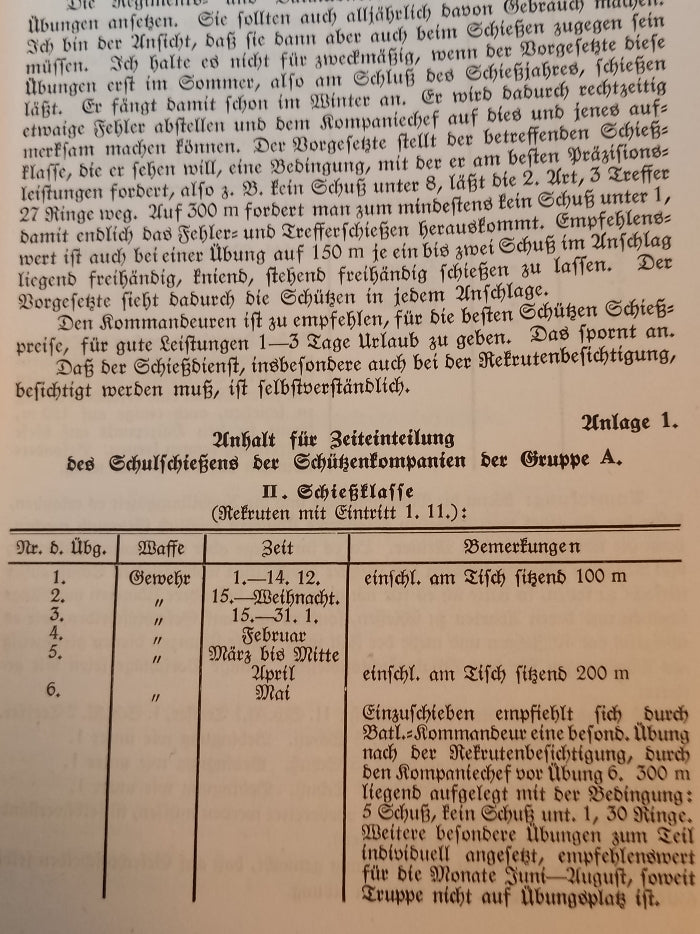 Die Regiments- und
Übungen ansetzen. Sie sollten auch alljährlich davon Gebrauch machen.
Ich bin der Ansicht, daß sie dann aber auch beim Schießen zugegen sein
müssen. Ich halte es nicht für zweckmäßig, wenn der Vorgesetzte diese
Übungen erst im Sommer, also am Schluß des Schießjahres, schießen
läßt. Er fängt damit schon im Winter an. Er wird dadurch rechtzeitig
etwaige Fehler abstellen und dem Kompaniechef auf dies und jenes auf-
merksam machen können. Der Vorgesetzte stellt der betreffenden Schieß-
klasse, die er sehen will, eine Bedingung, mit der er am besten Präzisions-
leistungen fordert, also z. B. kein Schuß unter 8, läßt die 2. Art, 3 Treffer
27 Ringe weg. Auf 300 m fordert man zum mindesten kein Schuß unter 1,
damit endlich das Fehler- und Trefferschießen herauskommt. Empfehlens-
wert ist auch bei einer Übung auf 150 m je ein bis zwei Schuß im Anschlag
liegend freihändig, kniend, stehend freihändig schießen zu lassen. Der
Vorgesetzte sieht dadurch die Schützen in jedem Anschlage.
Den Kommandeuren ist zu empfehlen, für die besten Schützen Schieß-
preise, für gute Leistungen 1—3 Tage Urlaub zu geben. Das spornt an.
Daß der Schießdienst, insbesondere auch bei der Rekrutenbesichtigung,
besichtigt werden muß, ist selbstverständlich.
Anlage 1.
Anhalt für Zeiteinteilung
des Schulschießens der Schützenkompanien der Gruppe A.
II. Schießklasse
(Rekruten mit Eintritt 1. 11.):
Nr. d. Übg. Waffe Zeit Bemerkungen
1. Gewehr 1.—14. 12. einschl. am Tisch sitzend 100 m
2. „ 15.—Weihnacht.
3. „ 15.—31. 1.
4. „ Februar
5. „ März bis Mitte
April einschl. am Tisch sitzend 200 m
6. „ Mai
Einzuschieben empfiehlt sich durch
Batl.-Kommandeur eine besond. Übung
nach der Rekrutenbesichtigung, durch
den Kompaniechef vor Übung 6. 300 m
liegend aufgelegt mit der Bedingung:
5 Schuß, kein Schuß unt. 1, 30 Ringe.
Weitere besondere Übungen zum Teil
individuell angesetzt, empfehlenswert
für die Monate Juni—August, soweit
Truppe nicht auf Übungsplatz ist.